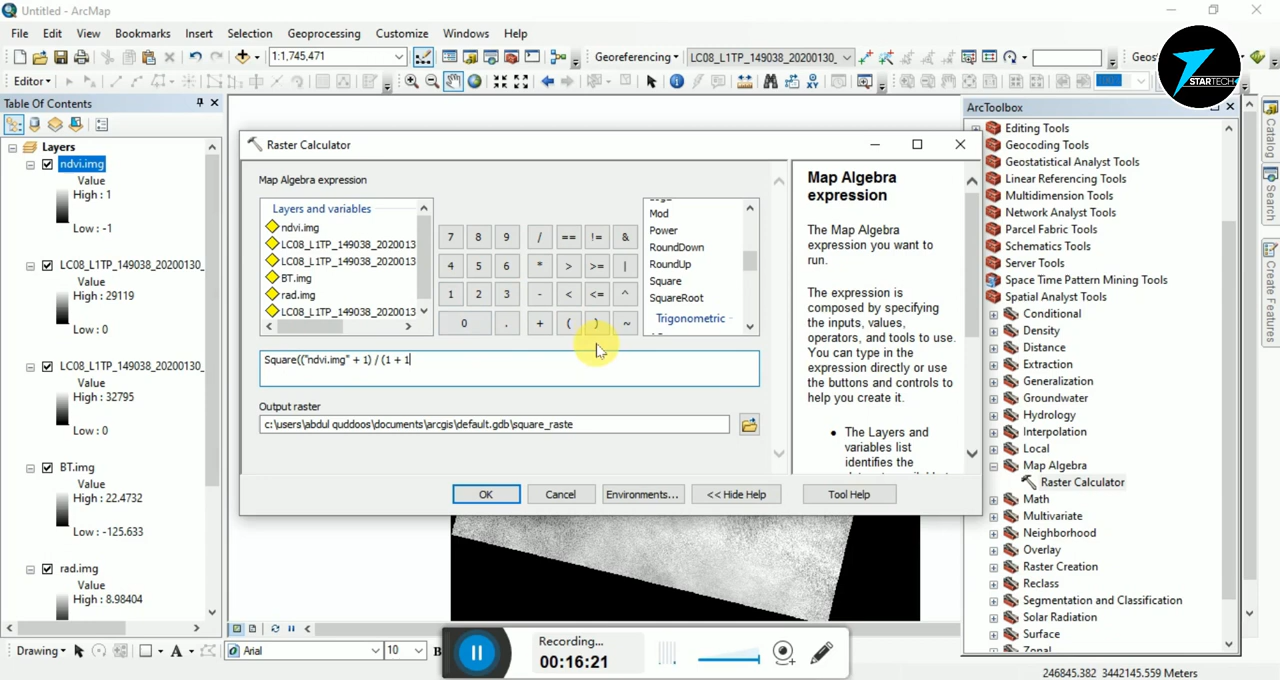 Untitled - ArcMap
File Edit View Bookmarks Insert Selection Geoprocessing Customize Windows Help
1:1,745,471
Georeferencing
LC08_L1TP_149038_20200130_
STARTECH
Editor
Table Of Contents
Layers
ndvi.img
Value
High : 1
Low : -1
LC08_L1TP_149038_20200130_
Value
High : 29119
Low : 0
LC08_L1TP_149038_20200130_
Value
High : 32795
Low : 0
BT.img
Value
High : 22.4732
Low : -125.633
rad.img
Value
High : 8.98404
Raster Calculator
Map Algebra expression
Layers and variables
ndvi.img
LC08_L1TP_149038_2020013
LC08_L1TP_149038_2020013
BT.img
rad.img
LC08_L1TP_149038_2020013
7 8 9 / == != &
4 5 6 * > >= |
1 2 3 - < <= ^
0 . + ( ) ~
Mod
Power
RoundDown
RoundUp
Square
SquareRoot
Trigonometric
Square(("ndvi.img" + 1) / (1 + 1
Output raster
c:\users\abdul quddoos\documents\arcgis\default.gdb\square_raste
OK Cancel Environments... << Hide Help Tool Help
Map Algebra
expression
The Map Algebra
expression you want to
run.
The expression is
composed by specifying
the inputs, values,
operators, and tools to use.
You can type in the
expression directly or use
the buttons and controls to
help you create it.
• The Layers and
variables list
identifies the
ArcToolbox
Editing Tools
Geocoding Tools
Geostatistical Analyst Tools
Linear Referencing Tools
Multidimension Tools
Network Analyst Tools
Parcel Fabric Tools
Schematics Tools
Server Tools
Space Time Pattern Mining Tools
Spatial Analyst Tools
Conditional
Density
Distance
Extraction
Generalization
Groundwater
Hydrology
Interpolation
Local
Map Algebra
Raster Calculator
Math
Multivariate
Neighborhood
Overlay
Raster Creation
Reclass
Segmentation and Classification
Solar Radiation
Surface
Zonal
Catalog
Search
Create Features
Recording...
00:16:21
Drawing
Arial
10
B
246845.382 3442145.559 Meters